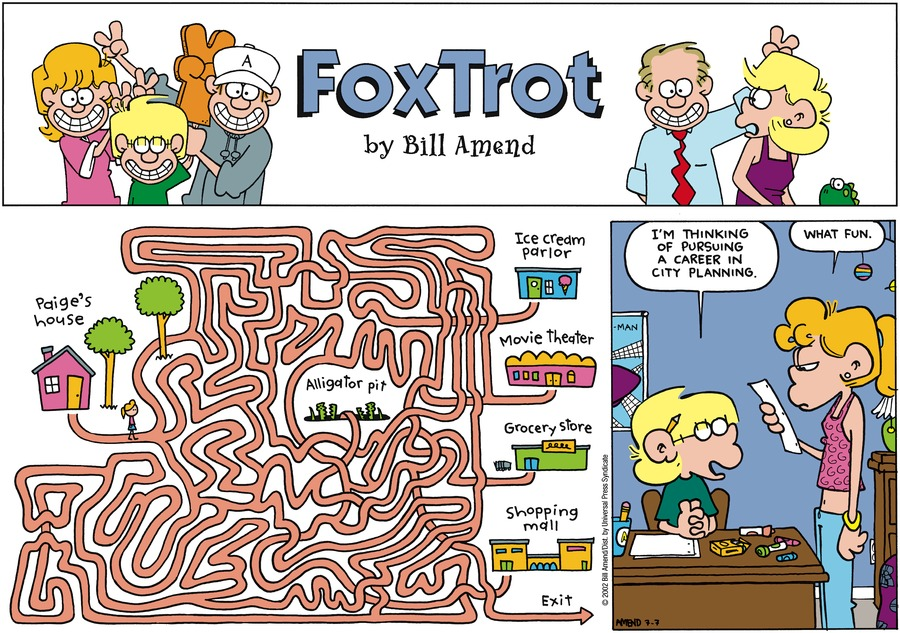 A
FoxTrot
by Bill Amend
Paige's
house
Alligator pit
Ice cream
parlor
Movie Theater
Grocery store
Shopping
mall
Exit
I'M THINKING
OF PURSUING
A CAREER IN
CITY PLANNING.
WHAT FUN.
-MAN
© 2002 Bill Amend/Dist. by Universal Press Syndicate
AMEND 7-7